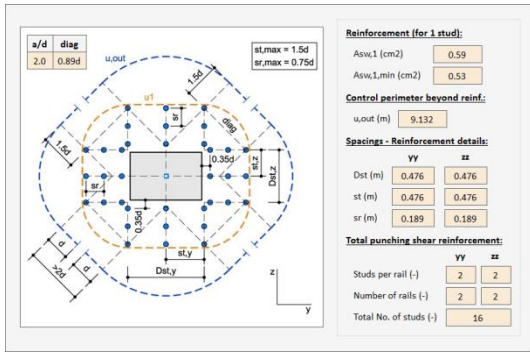 a/d diag
2.0 0.89d
u,out
st,max = 1.5d
sr,max = 0.75d
1.5d
u1
sr
diag
1.5d
0.35d
st,z
Dst,z
sr
0.35d
d
d
>2d
st,y
Dst,y
z
y
Reinforcement (for 1 stud):
Asw,1 (cm2) 0.59
Asw,1,min (cm2) 0.53
Control perimeter beyond reinf.:
u,out (m) 9.132
Spacings - Reinforcement details:
yy zz
Dst (m) 0.476 0.476
st (m) 0.476 0.476
sr (m) 0.189 0.189
Total punching shear reinforcement:
yy zz
Studs per rail (-) 2 2
Number of rails (-) 2 2
Total No. of studs (-) 16